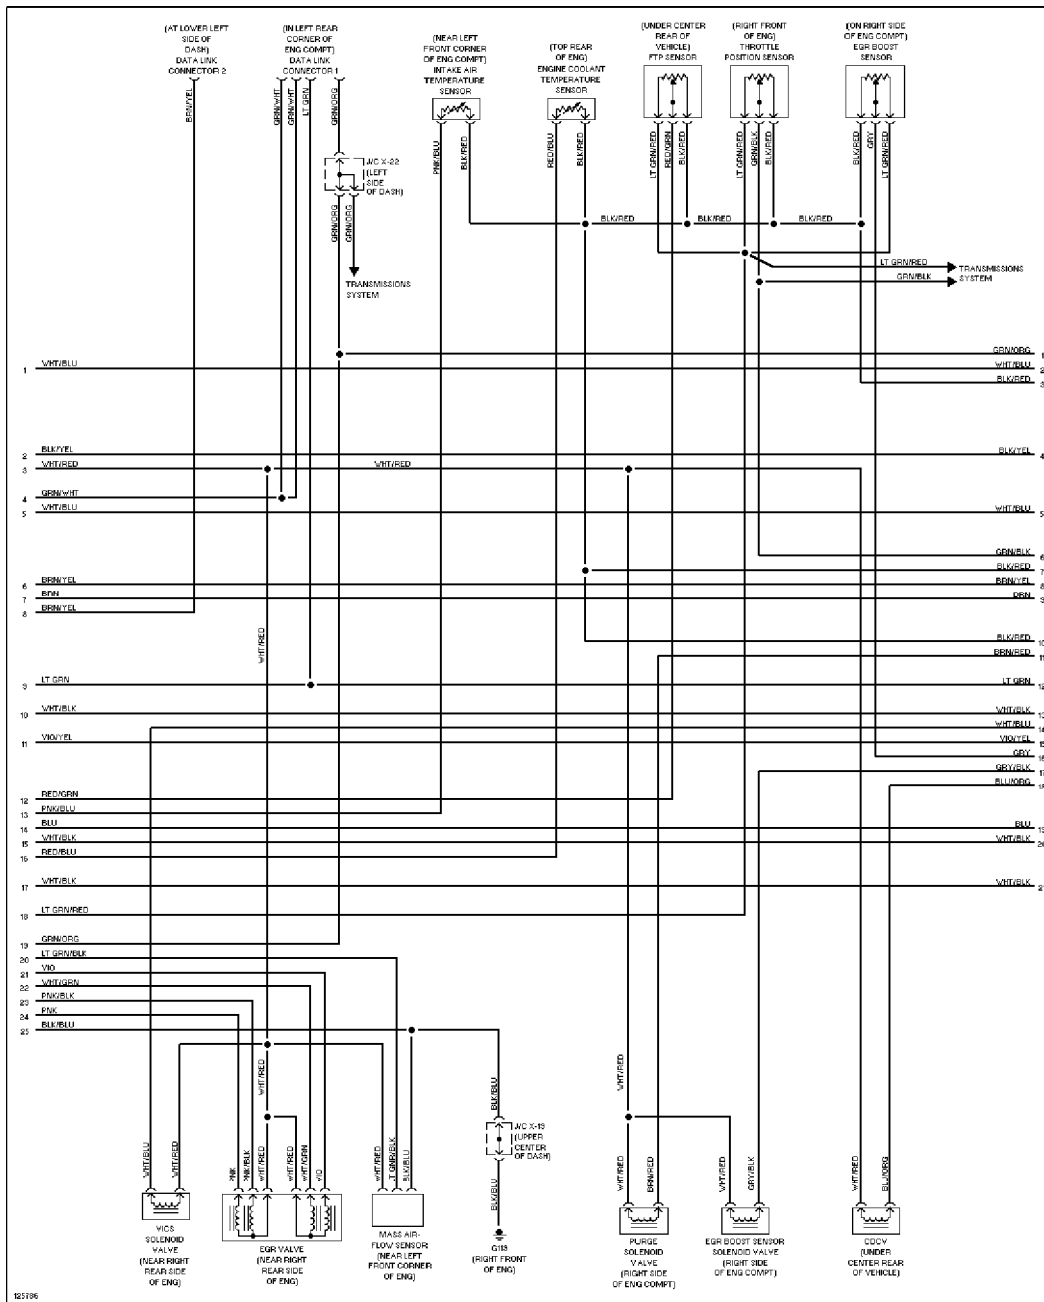 (AT LOWER LEFT
SIDE OF
DASH)
DATA LINK
CONNECTOR 2
(IN LEFT REAR
CORNER OF
ENG COMPT)
DATA LINK
CONNECTOR 1
(NEAR LEFT
FRONT CORNER
OF ENG COMPT)
INTAKE AIR
TEMPERATURE
SENSOR
(TOP REAR
OF ENG)
ENGINE COOLANT
TEMPERATURE
SENSOR
(UNDER CENTER
REAR OF
VEHICLE)
FTP SENSOR
(RIGHT FRONT
OF ENG) THROTTLE
POSITION SENSOR
(ON RIGHT SIDE
OF ENG COMPT)
EGR BOOST
SENSOR
BRN/YEL
GRN/WHT
GRN/WHT
LT GRN
GRN/ORG
PNK/BLU
BLK/RED
RED/BLU
BLK/RED
LT GRN/RED
RED/GRN
BLK/RED
LT GRN/RED
GRN/BLK
BLK/RED
BLK/RED
GRY
LT GRN/RED
J/C X-22
(LEFT
SIDE
OF DASH)
GRN/ORG
GRN/ORG
BLK/RED
BLK/RED
BLK/RED
TRANSMISSIONS
SYSTEM
LT GRN/RED
GRN/BLK
TRANSMISSIONS
SYSTEM
GRN/ORG 1
1 WHT/BLU
WHT/BLU 2
BLK/RED 3
2 BLK/YEL
BLK/YEL 4
3 WHT/RED
WHT/RED
4 GRN/WHT
5 WHT/BLU
WHT/BLU 5
GRN/BLK 6
BLK/RED 7
6 BRN/YEL
BRN/YEL 8
7 BRN
BRN 9
8 BRN/YEL
WHT/RED
BLK/RED 10
BRN/RED 11
9 LT GRN
LT GRN 12
10 WHT/BLK
WHT/BLK 13
WHT/BLU 14
11 VIO/YEL
VIO/YEL 15
GRY 16
GRY/BLK 17
BLU/ORG 18
12 RED/GRN
13 PNK/BLU
14 BLU
BLU 19
15 WHT/BLK
WHT/BLK 20
16 RED/BLU
17 WHT/BLK
WHT/BLK 21
18 LT GRN/RED
19 GRN/ORG
20 LT GRN/BLK
21 VIO
22 WHT/GRN
23 PNK/BLK
24 PNK
25 BLK/BLU
WHT/RED
BLK/BLU
WHT/RED
J/C X-19
(UPPER
CENTER
OF DASH)
WHT/BLU
WHT/RED
PNK
PNK/BLK
WHT/RED
WHT/RED
WHT/GRN
VIO
WHT/RED
LT GNR/BLK
BLK/BLU
BLK/BLU
WHT/RED
BRN/RED
WHT/RED
GRY/BLK
WHT/RED
BLU/ORG
VICS
SOLENOID
VALVE
(NEAR RIGHT
REAR SIDE
OF ENG)
EGR VALVE
(NEAR RIGHT
REAR SIDE
OF ENG)
MASS AIR-
FLOW SENSOR
(NEAR LEFT
FRONT CORNER
OF ENG)
G113
(RIGHT FRONT
OF ENG)
PURGE
SOLENOID
VALVE
(RIGHT SIDE
OF ENG COMPT)
EGR BOOST SENSOR
SOLENOID VALVE
(RIGHT SIDE
OF ENG COMPT)
CDCV
(UNDER
CENTER REAR
OF VEHICLE)
125786